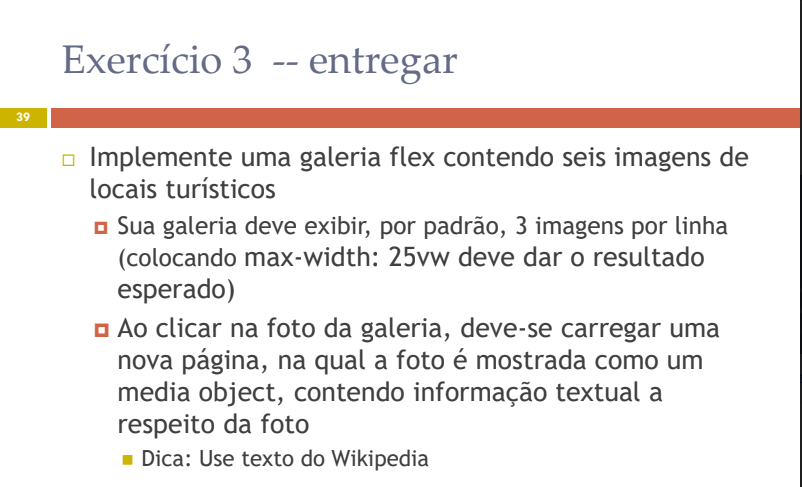 Exercício 3 -- entregar
39
Implemente uma galeria flex contendo seis imagens de
locais turísticos
Sua galeria deve exibir, por padrão, 3 imagens por linha
(colocando max-width: 25vw deve dar o resultado
esperado)
Ao clicar na foto da galeria, deve-se carregar uma
nova página, na qual a foto é mostrada como um
media object, contendo informação textual a
respeito da foto
Dica: Use texto do Wikipedia